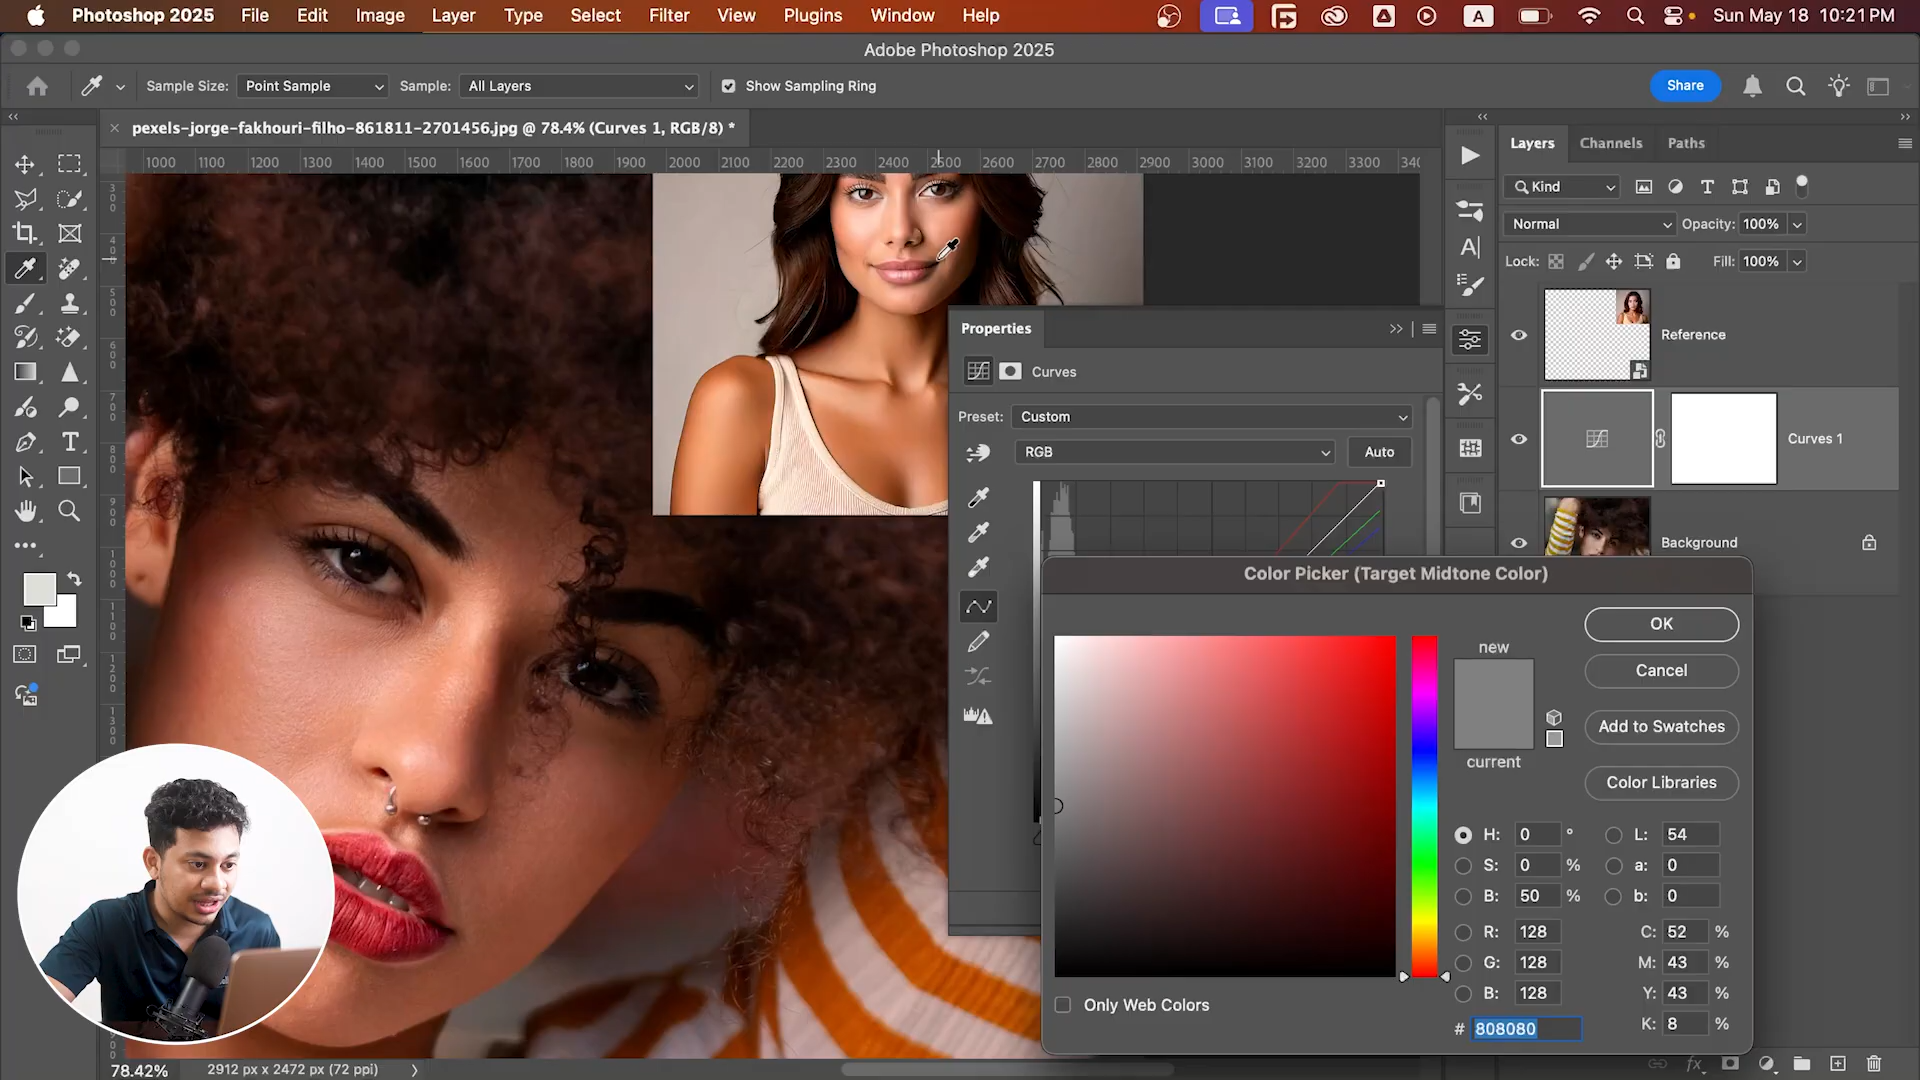 Photoshop 2025 File Edit Image Layer Type Select Filter View Plugins Window Help A Sun May 18 10:21 PM
Adobe Photoshop 2025
Sample Size: Point Sample Sample: All Layers Show Sampling Ring Share
pexels-jorge-fakhouri-filho-861811-2701456.jpg @ 78.4% (Curves 1, RGB/8) *
1000 1100 1200 1300 1400 1500 1600 1700 1800 1900 2000 2100 2200 2300 2400 2500 2600 2700 2800 2900 3000 3100 3200 3300
Layers Channels Paths
Kind
Normal Opacity: 100%
Lock: Fill: 100%
Reference
Curves 1
Background
Properties
Curves
Preset: Custom
RGB Auto
Color Picker (Target Midtone Color)
new
current
OK
Cancel
Add to Swatches
Color Libraries
H: 0 ° L: 54
S: 0 % a: 0
B: 50 % b: 0
R: 128 C: 52 %
G: 128 M: 43 %
B: 128 Y: 43 %
# 808080 K: 8 %
Only Web Colors
78.42% 2912 px x 2472 px (72 ppi)